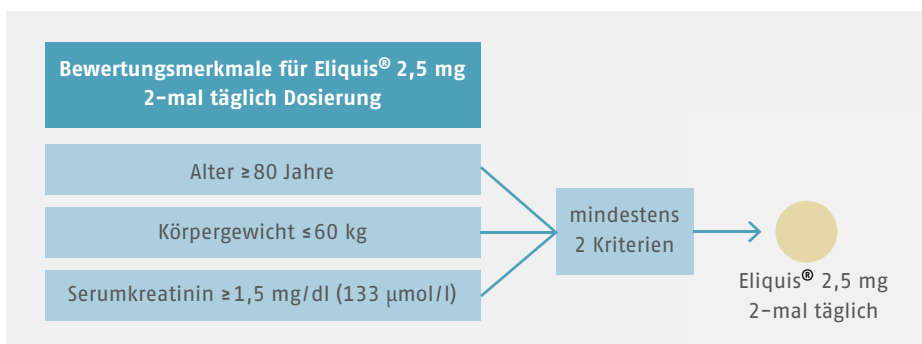 Bewertungsmerkmale für Eliquis® 2,5 mg
2-mal täglich Dosierung
Alter ≥80 Jahre
Körpergewicht ≤60 kg
Serumkreatinin ≥1,5 mg/dl (133 μmol/l)
mindestens
2 Kriterien
Eliquis® 2,5 mg
2-mal täglich